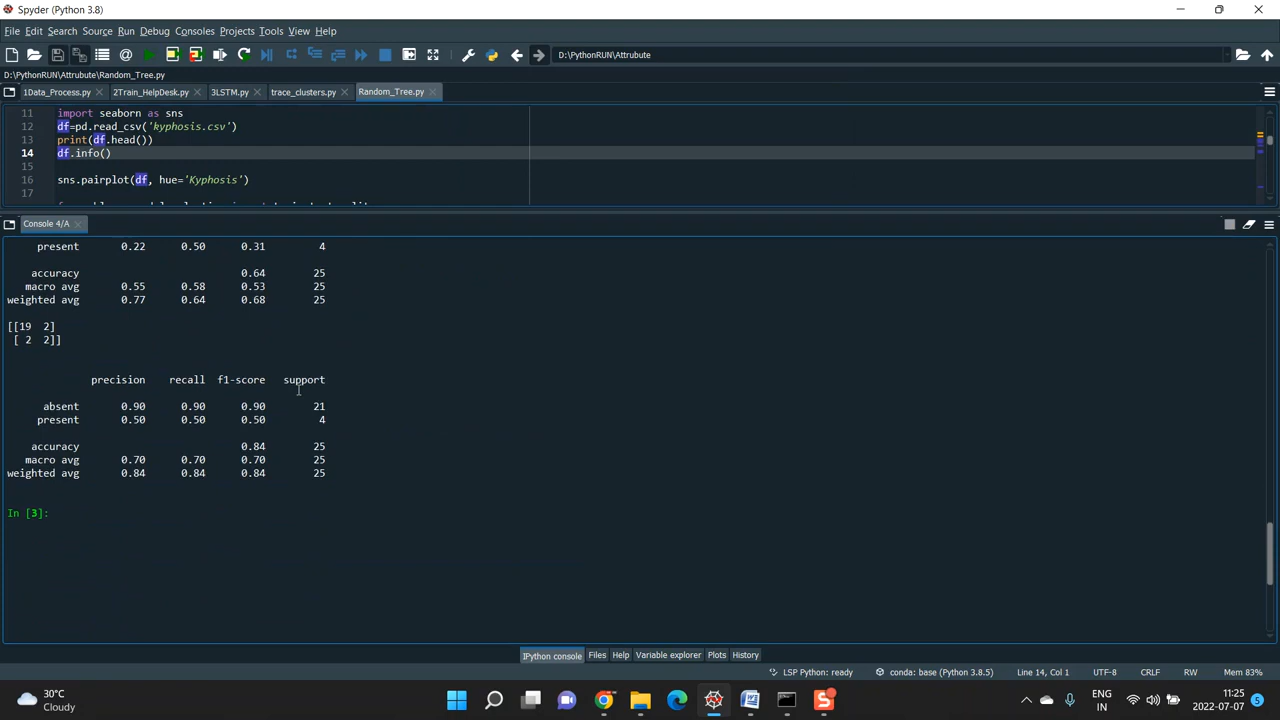 Spyder (Python 3.8)
File Edit Search Source Run Debug Consoles Projects Tools View Help
D:\PythonRUN\Attrubute
D:\PythonRUN\Attrubute\Random_Tree.py
1Data_Process.py 2Train_HelpDesk.py 3LSTM.py trace_clusters.py Random_Tree.py
11 import seaborn as sns
12 df=pd.read_csv('kyphosis.csv')
13 print(df.head())
14 df.info()
15
16 sns.pairplot(df, hue='Kyphosis')
17
Console 4/A
present 0.22 0.50 0.31 4
accuracy 0.64 25
macro avg 0.55 0.58 0.53 25
weighted avg 0.77 0.64 0.68 25
[[19 2]
[ 2 2]]
precision recall f1-score support
absent 0.90 0.90 0.90 21
present 0.50 0.50 0.50 4
accuracy 0.84 25
macro avg 0.70 0.70 0.70 25
weighted avg 0.84 0.84 0.84 25
In [3]:
IPython console Files Help Variable explorer Plots History
LSP Python: ready conda: base (Python 3.8.5) Line 14, Col 1 UTF-8 CRLF RW Mem 83%
30°C
Cloudy
ENG
IN
11:25
2022-07-07
5